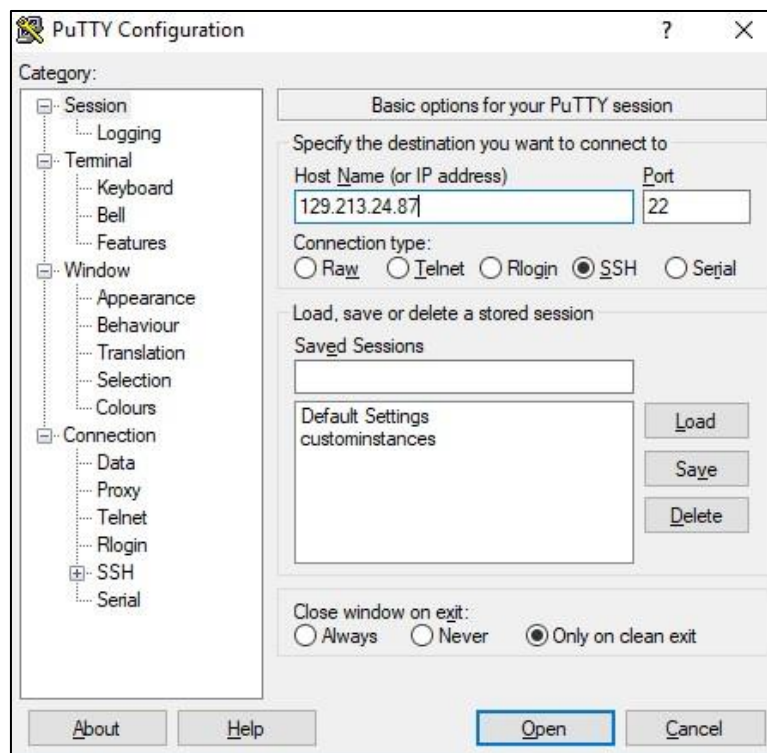 PuTTY Configuration
?
Category:
Session
Logging
Terminal
Keyboard
Bell
Features
Window
Appearance
Behaviour
Translation
Selection
Colours
Connection
Data
Proxy
Telnet
Rlogin
SSH
Serial
Basic options for your PuTTY session
Specify the destination you want to connect to
Host Name (or IP address) Port
129.213.24.87 22
Connection type:
Raw Telnet Rlogin SSH Serial
Load, save or delete a stored session
Saved Sessions
Default Settings
custominstances
Load
Save
Delete
Close window on exit:
Always Never Only on clean exit
About Help Open Cancel